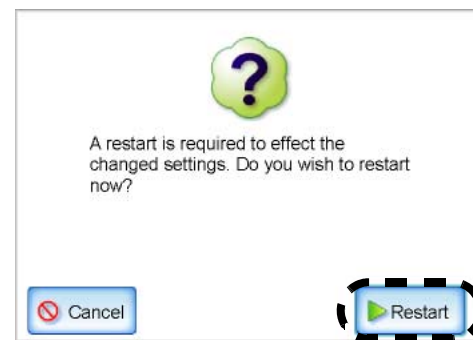 ?
A restart is required to effect the
changed settings. Do you wish to restart
now?
Cancel
Restart